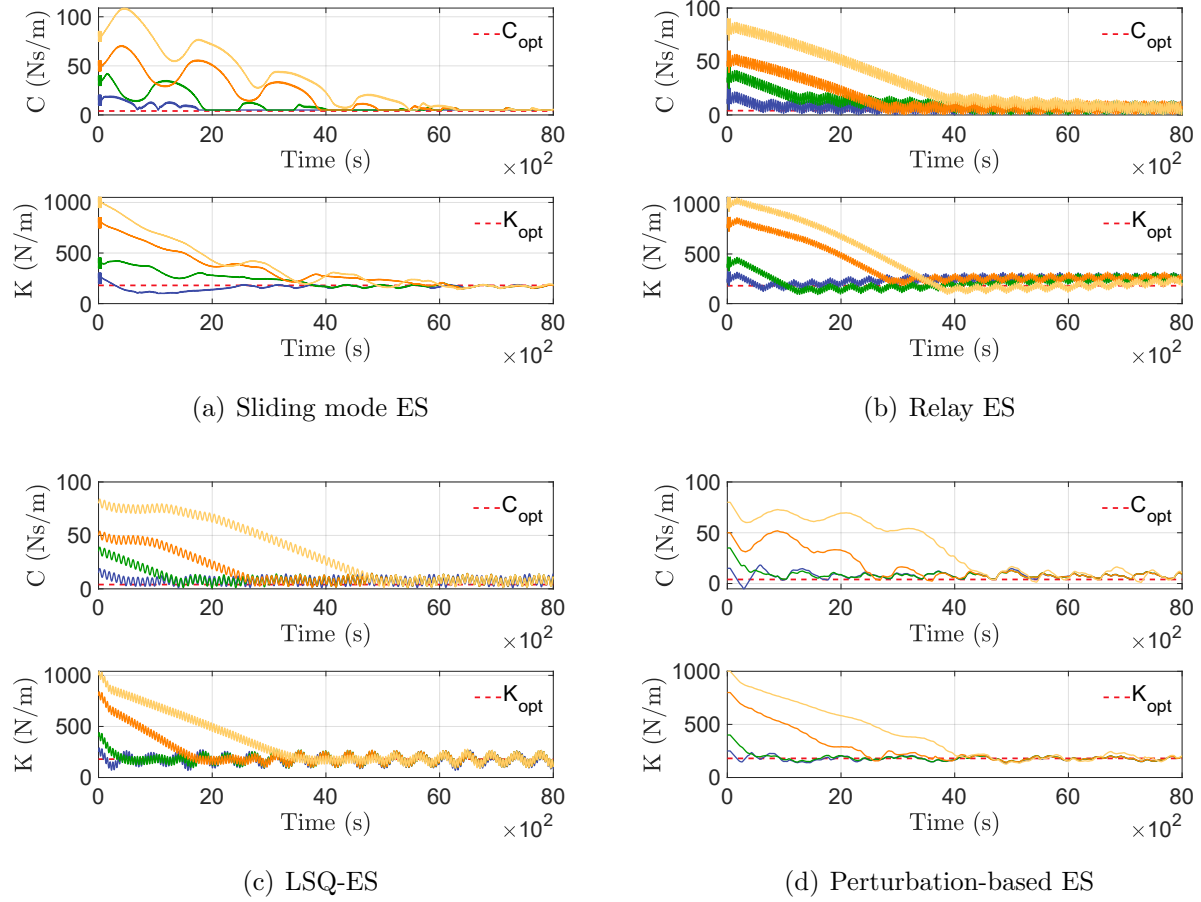 C (Ns/m)
100
50
0
C_opt
0 20 40 60 80
Time (s)
×10²
K (N/m)
1000
500
0
K_opt
0 20 40 60 80
Time (s)
×10²
(a) Sliding mode ES
C (Ns/m)
100
50
0
C_opt
0 20 40 60 80
Time (s)
×10²
K (N/m)
1000
500
0
K_opt
0 20 40 60 80
Time (s)
×10²
(b) Relay ES
C (Ns/m)
100
50
0
C_opt
0 20 40 60 80
Time (s)
×10²
K (N/m)
1000
500
0
K_opt
0 20 40 60 80
Time (s)
×10²
(c) LSQ-ES
C (Ns/m)
100
50
0
C_opt
0 20 40 60 80
Time (s)
×10²
K (N/m)
1000
500
0
K_opt
0 20 40 60 80
Time (s)
×10²
(d) Perturbation-based ES